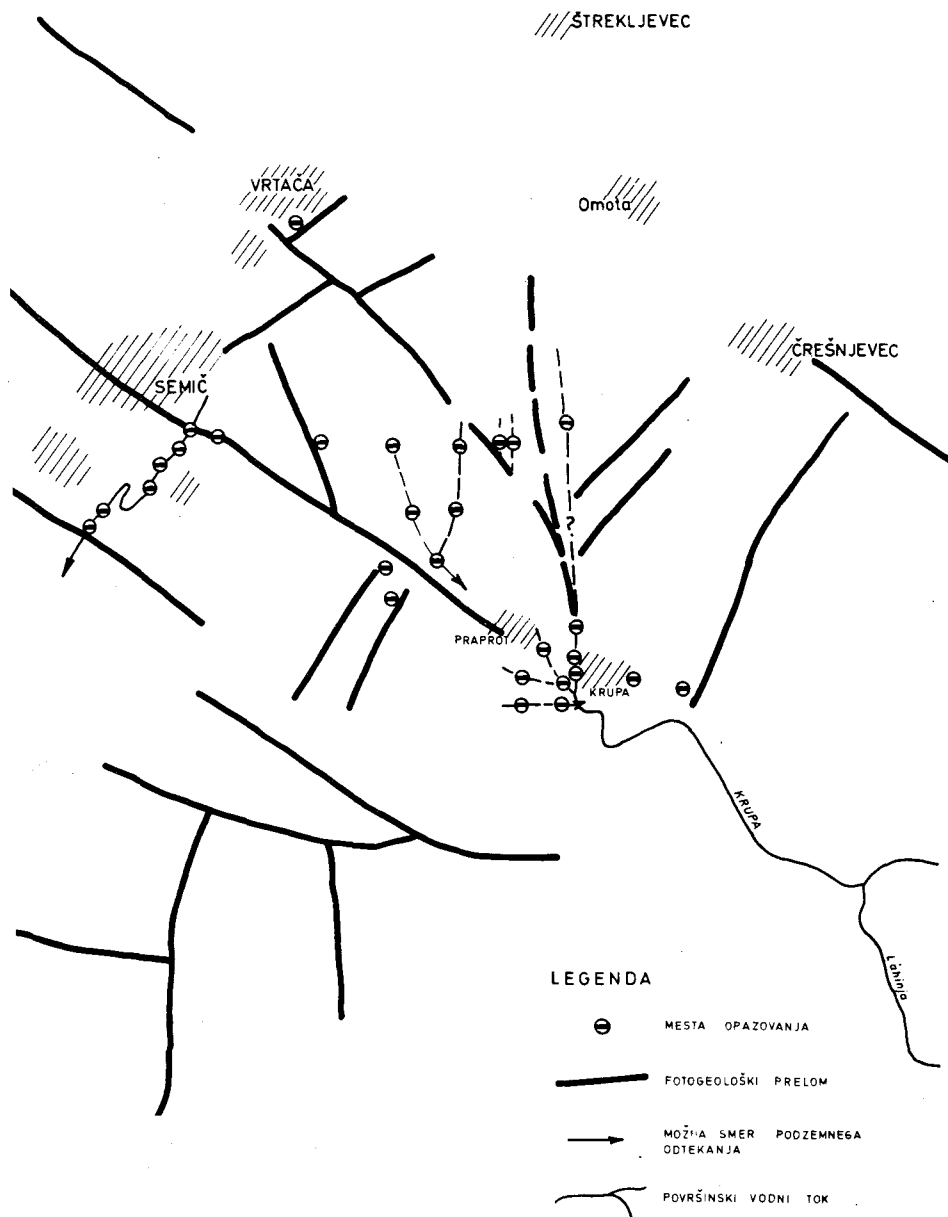 ŠTREKLJEVEC
VRTAČA
Omota
ČREŠNJEVEC
SEMIČ
?
PRAPROT
KRUPA
KRUPA
Lahinja
LEGENDA
MESTA OPAZOVANJA
FOTOGEOLOŠKI PRELOM
MOŽNA SMER PODZEMNEGA
ODTEKANJA
POVRŠINSKI VODNI TOK